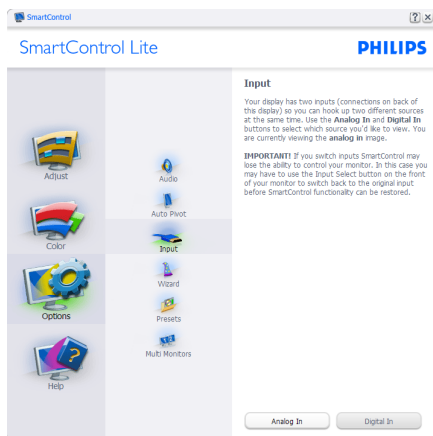 SmartControl
SmartControl Lite
PHILIPS
Adjust
Color
Options
Help
Audio
Auto Pivot
Input
Wizard
Presets
Multi Monitors
Input
Your display has two inputs (connections on back of
this display) so you can hook up two different sources
at the same time. Use the Analog In and Digital In
buttons to select which source you'd like to view. You
are currently viewing the analog in image.
IMPORTANT! If you switch inputs SmartControl may
lose the ability to control your monitor. In this case you
may have to use the Input Select button on the front
of your monitor to switch back to the original input
before SmartControl functionality can be restored.
Analog In
Digital In